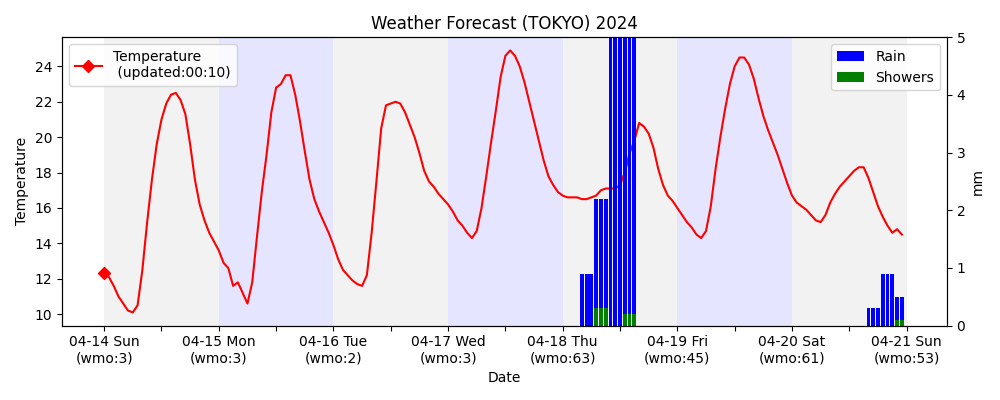 Weather Forecast (TOKYO) 2024
Temperature
(updated:00:10)
Rain
Showers
Temperature
24
22
20
18
16
14
12
10
5
4
3
2
1
0
mm
04-14 Sun
(wmo:3)
04-15 Mon
(wmo:3)
04-16 Tue
(wmo:2)
04-17 Wed
(wmo:3)
04-18 Thu
(wmo:63)
04-19 Fri
(wmo:45)
04-20 Sat
(wmo:61)
04-21 Sun
(wmo:53)
Date